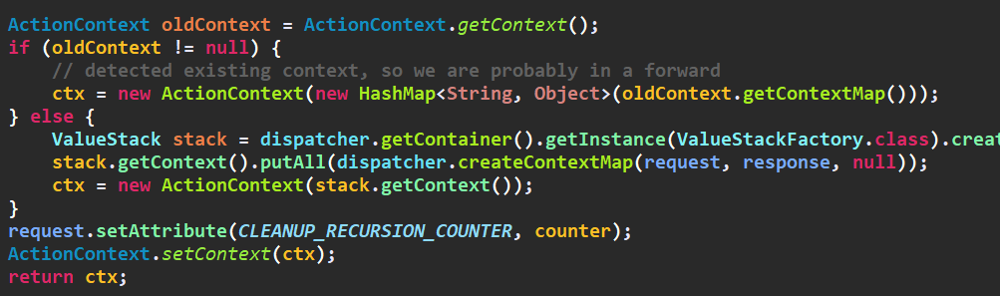 ActionContext oldContext = ActionContext.getContext();
if (oldContext != null) {
// detected existing context, so we are probably in a forward
ctx = new ActionContext(new HashMap<String, Object>(oldContext.getContextMap()));
} else {
ValueStack stack = dispatcher.getContainer().getInstance(ValueStackFactory.class).creat
stack.getContext().putAll(dispatcher.createContextMap(request, response, null));
ctx = new ActionContext(stack.getContext());
}
request.setAttribute(CLEANUP_RECURSION_COUNTER, counter);
ActionContext.setContext(ctx);
return ctx;